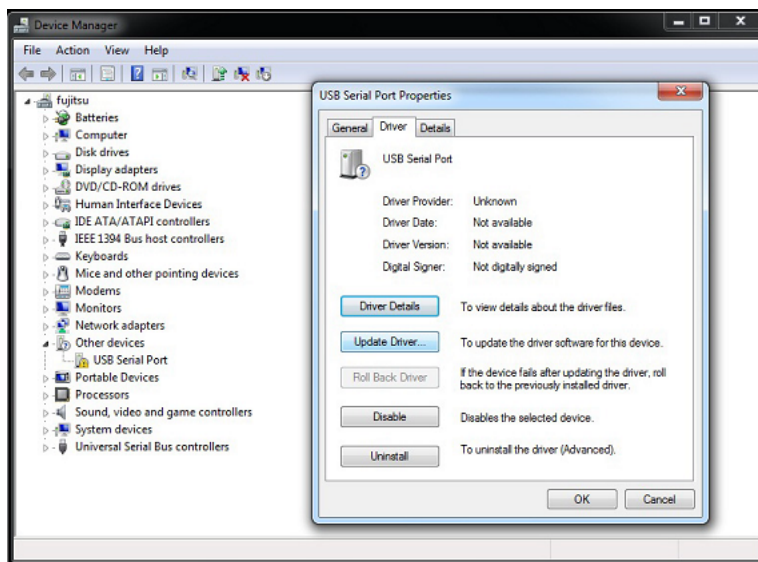 Device Manager
File Action View Help
fujitsu
Batteries
Computer
Disk drives
Display adapters
DVD/CD-ROM drives
Human Interface Devices
IDE ATA/ATAPI controllers
IEEE 1394 Bus host controllers
Keyboards
Mice and other pointing devices
Modems
Monitors
Network adapters
Other devices
USB Serial Port
Portable Devices
Processors
Sound, video and game controllers
System devices
Universal Serial Bus controllers
USB Serial Port Properties
General Driver Details
USB Serial Port
Driver Provider: Unknown
Driver Date: Not available
Driver Version: Not available
Digital Signer: Not digitally signed
Driver Details To view details about the driver files.
Update Driver... To update the driver software for this device.
Roll Back Driver If the device fails after updating the driver, roll
back to the previously installed driver.
Disable Disables the selected device.
Uninstall To uninstall the driver (Advanced).
OK Cancel